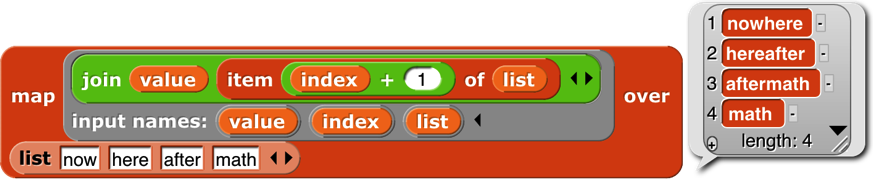 join value item index + 1 of list
map over
input names: value index list
list now here after math
1 nowhere -
2 hereafter -
3 aftermath -
4 math -
+ length: 4